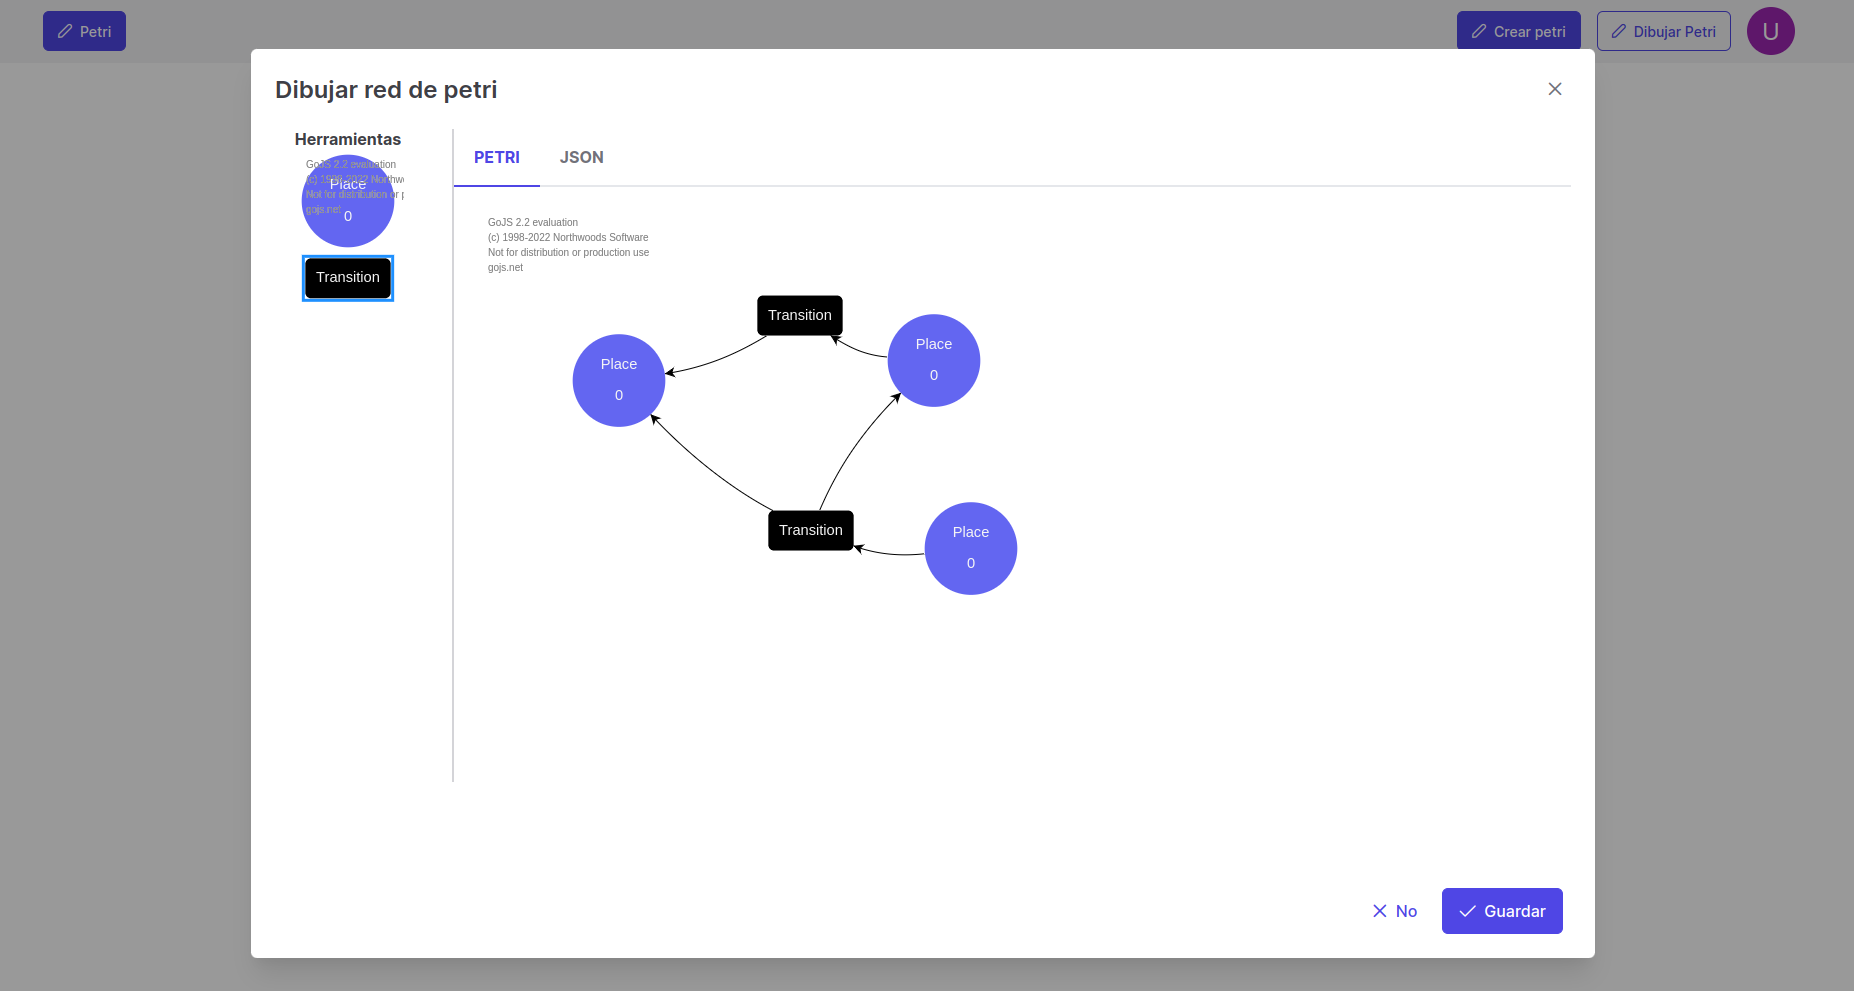 Petri
Crear petri
Dibujar Petri
U
Dibujar red de petri
Herramientas
GoJS 2.2 evaluation
(c) 1998-2022 Northw
Not for distribution or p
gojs.net
Place
0
Transition
PETRI
JSON
GoJS 2.2 evaluation
(c) 1998-2022 Northwoods Software
Not for distribution or production use
gojs.net
Transition
Place
0
Place
0
Transition
Place
0
No
Guardar